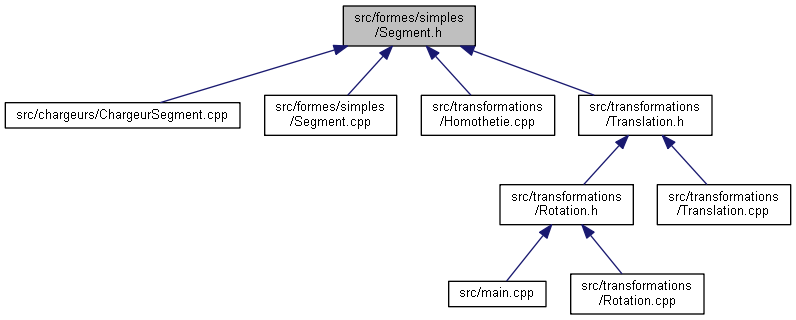 src/formes/simples
/Segment.h
src/chargeurs/ChargeurSegment.cpp
src/formes/simples
/Segment.cpp
src/transformations
/Homothetie.cpp
src/transformations
/Translation.h
src/transformations
/Rotation.h
src/transformations
/Translation.cpp
src/main.cpp
src/transformations
/Rotation.cpp